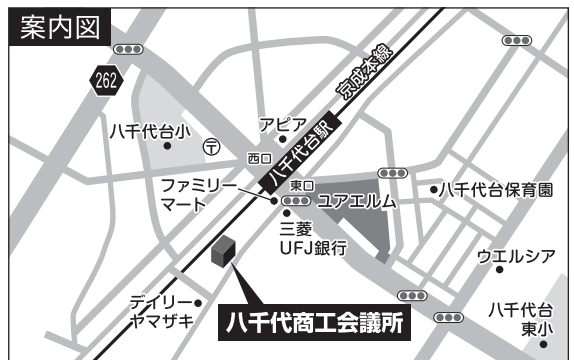 案内図
262
京成本線
八千代台小
〒
アピア
西口
八千代台駅
東口
ファミリー
マート
ユアエルム
八千代台保育園
三菱
UFJ銀行
ウエルシア
デイリー
ヤマザキ
八千代商工会議所
八千代台
東小